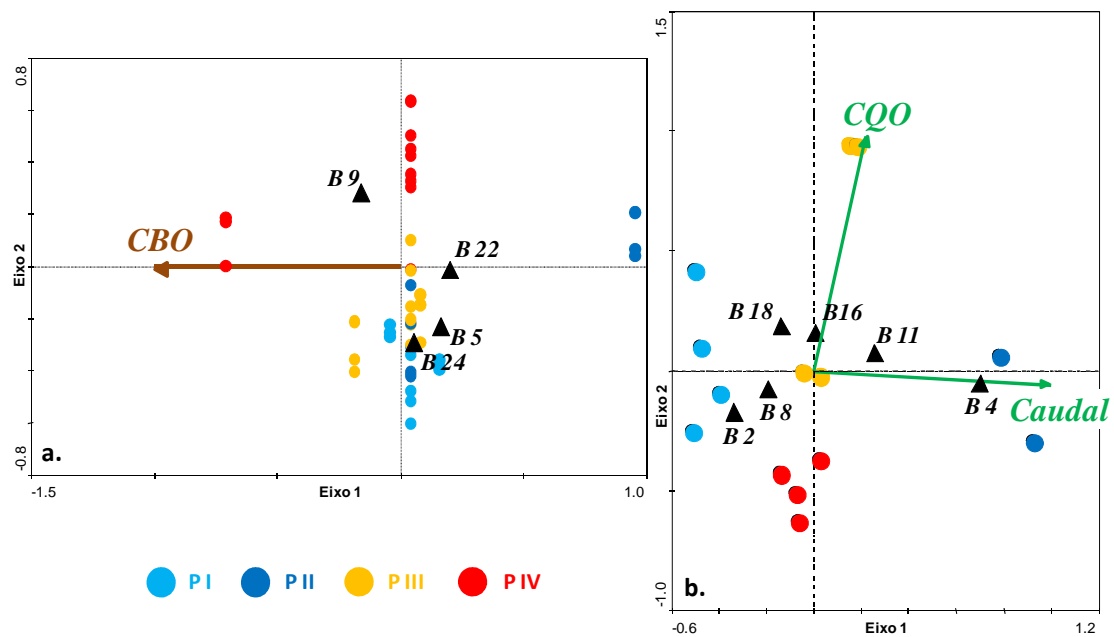 0.8
Eixo 2
-0.8
B 9
CBO
B 22
B 5
B 24
a.
-1.5
Eixo 1
1.0
P I
P II
P III
P IV
1.5
Eixo 2
-1.0
CQO
B 18
B16
B 11
B 8
B 2
B 4
Caudal
b.
-0.6
Eixo 1
1.2